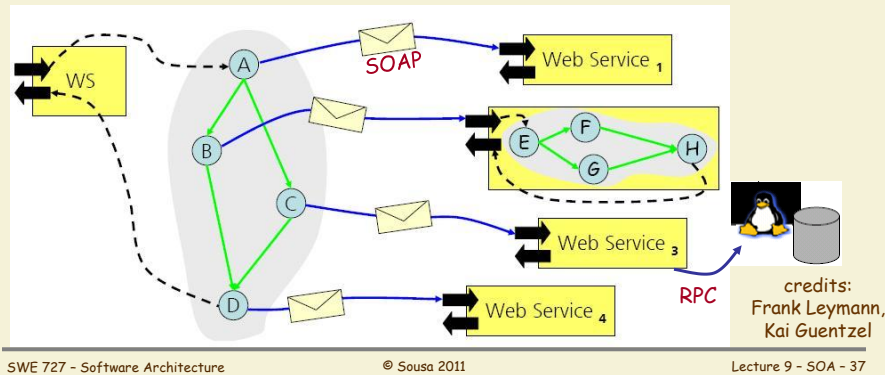 WS
A
SOAP
Web Service 1
B
E
F
G
H
C
Web Service 3
RPC
D
Web Service 4
credits:
Frank Leymann,
Kai Guentzel
SWE 727 – Software Architecture
© Sousa 2011
Lecture 9 – SOA – 37